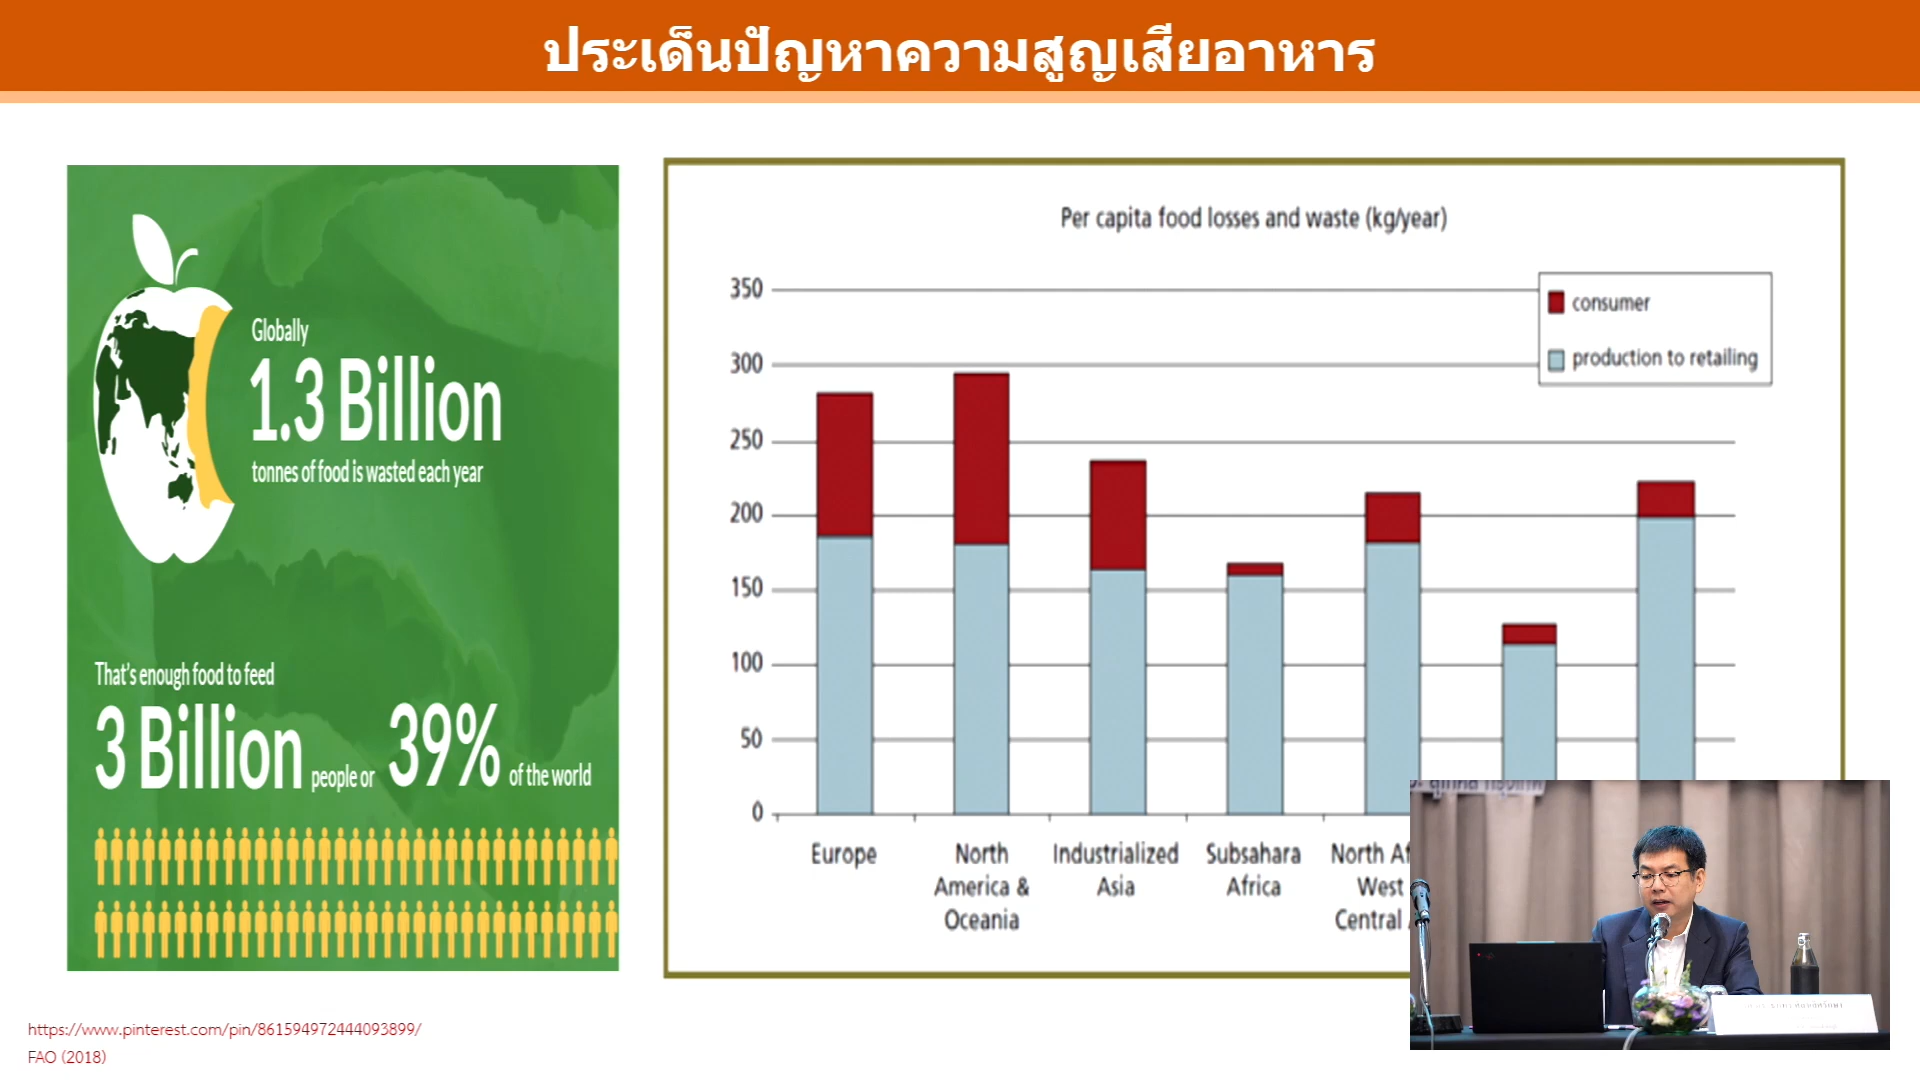 ประเด็นปัญหาความสูญเสียอาหาร
Globally
1.3 Billion
tonnes of food is wasted each year
That's enough food to feed
3 Billion people or 39% of the world
Per capita food losses and waste (kg/year)
350
300
250
200
150
100
50
0
consumer
production to retailing
Europe
North
America &
Oceania
Industrialized
Asia
Subsahara
Africa
North
West
Central
https://www.pinterest.com/pin/861594972444093899/
FAO (2018)